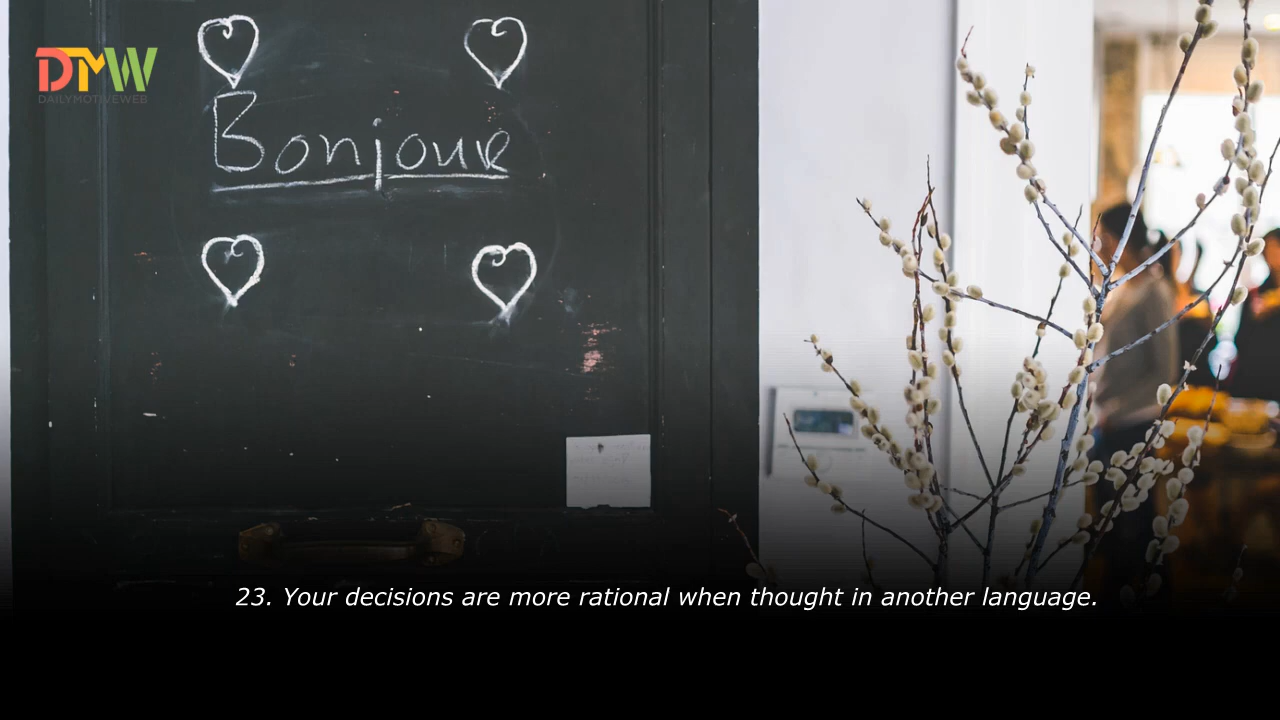 DMW
DAILYMOTIVEWEB
Bonjour
23. Your decisions are more rational when thought in another language.